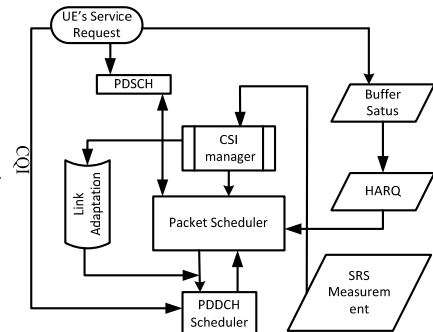 UE's Service
Request
PDSCH
Buffer
Satus
CSI
manager
CQI
Link
Adaptation
HARQ
Packet Scheduler
SRS
Measurem
ent
PDDCH
Scheduler